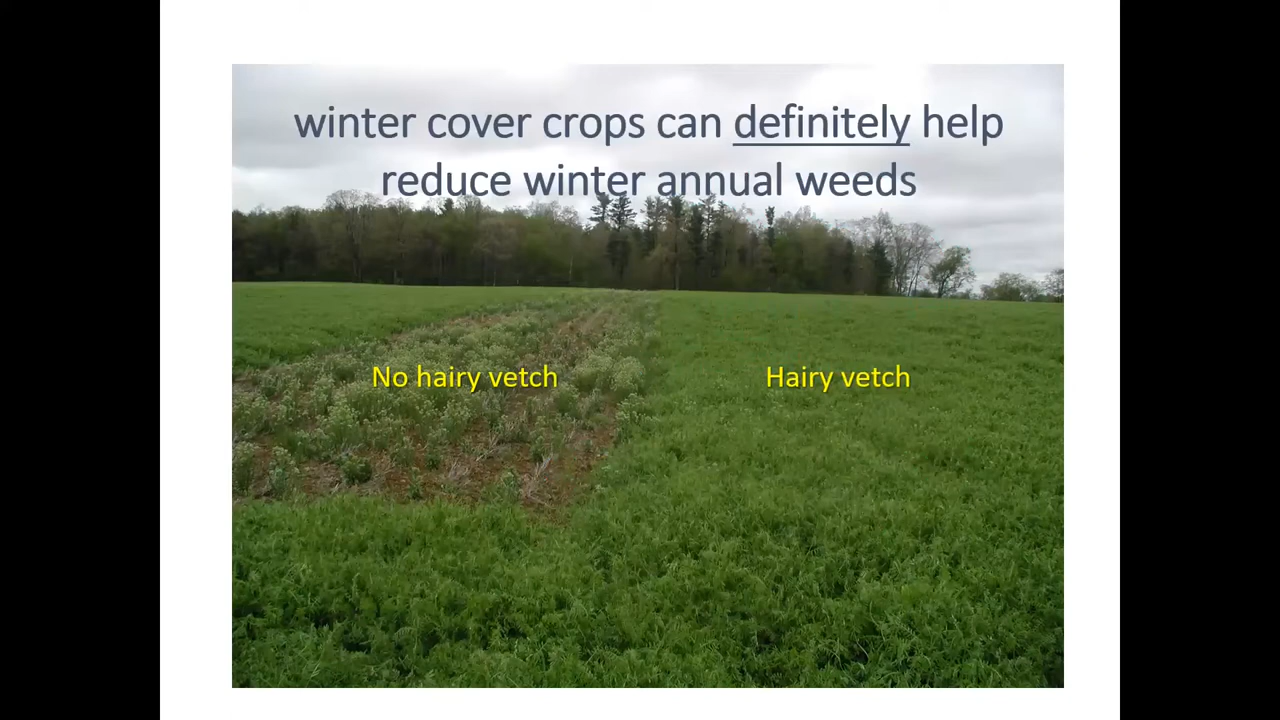 winter cover crops can definitely help
reduce winter annual weeds
No hairy vetch
Hairy vetch